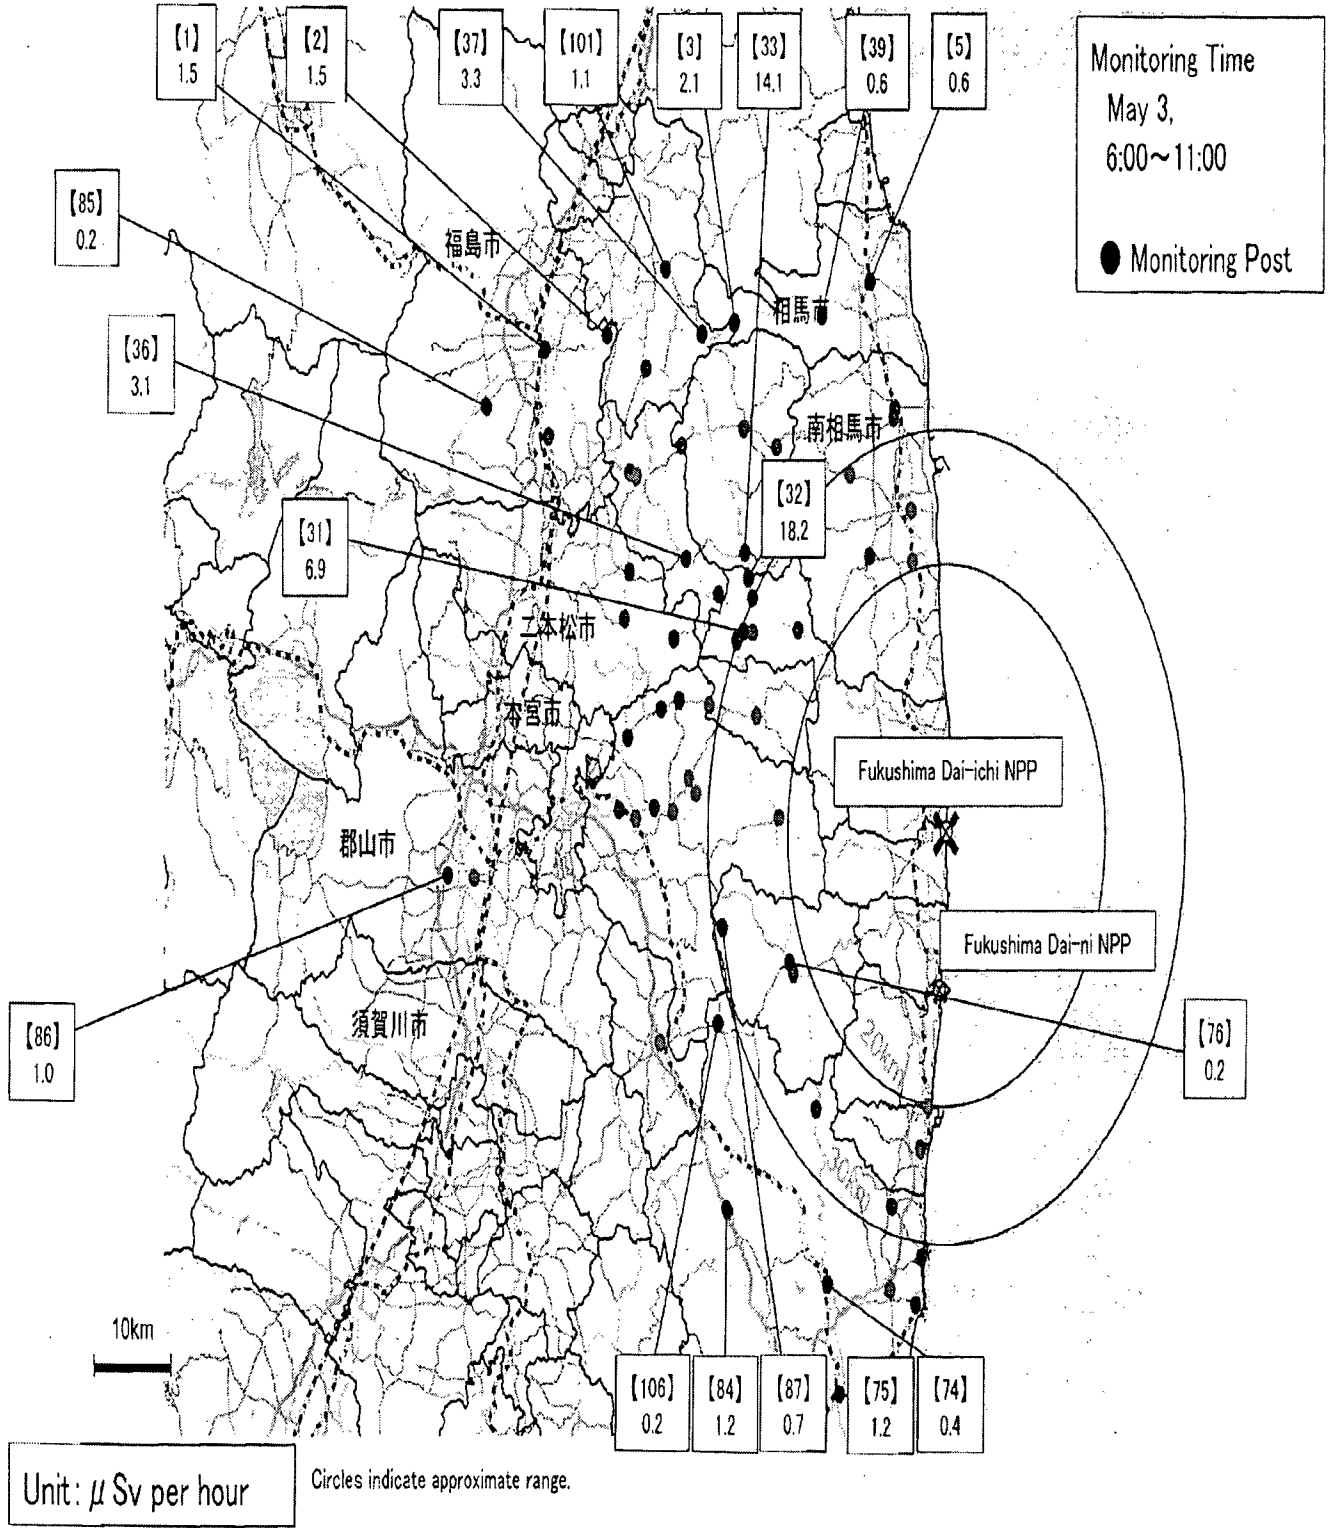 【1】
1.5
【2】
1.5
【37】
3.3
【101】
1.1
【3】
2.1
【33】
14.1
【39】
0.6
【5】
0.6
Monitoring Time
May 3,
6:00～11:00
Monitoring Post
【85】
0.2
福島市
相馬市
【36】
3.1
南相馬市
【32】
18.2
【31】
6.9
二本松市
本宮市
Fukushima Dai-ichi NPP
郡山市
Fukushima Dai-ni NPP
須賀川市
【86】
1.0
20km
【76】
0.2
30km
10km
【106】
0.2
【84】
1.2
【87】
0.7
【75】
1.2
【74】
0.4
Unit: μ Sv per hour
Circles indicate approximate range.